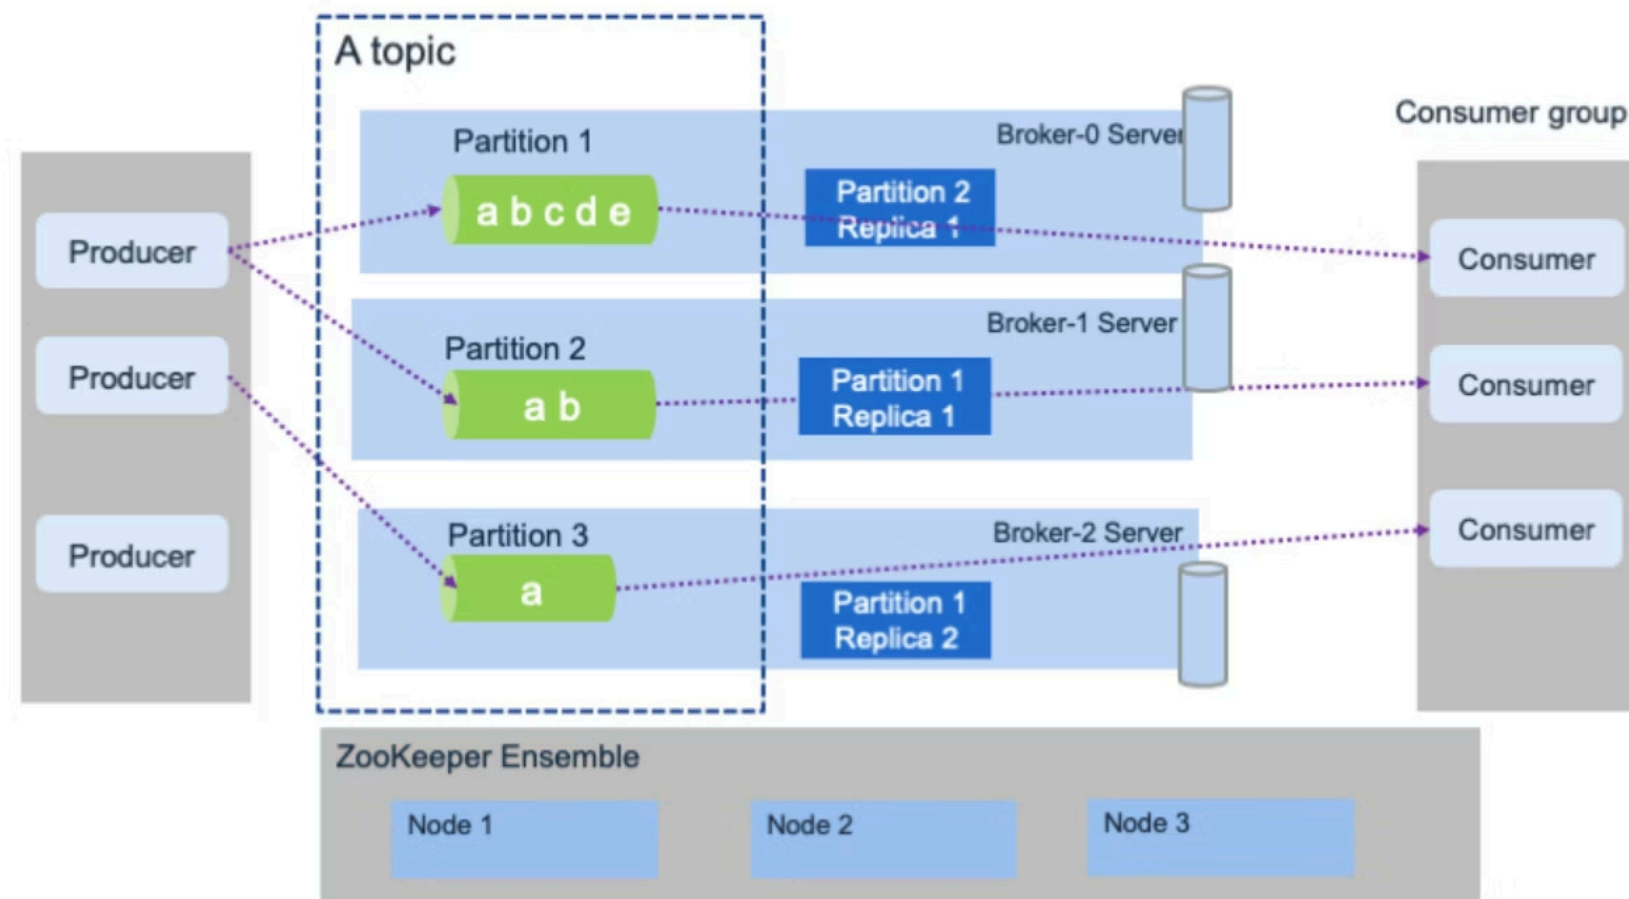 A topic
Consumer group
Partition 1
Broker-0 Server
a b c d e
Partition 2
Replica 1
Producer
Consumer
Partition 2
Broker-1 Server
a b
Partition 1
Replica 1
Producer
Consumer
Partition 3
Broker-2 Server
a
Partition 1
Replica 2
Producer
Consumer
ZooKeeper Ensemble
Node 1
Node 2
Node 3